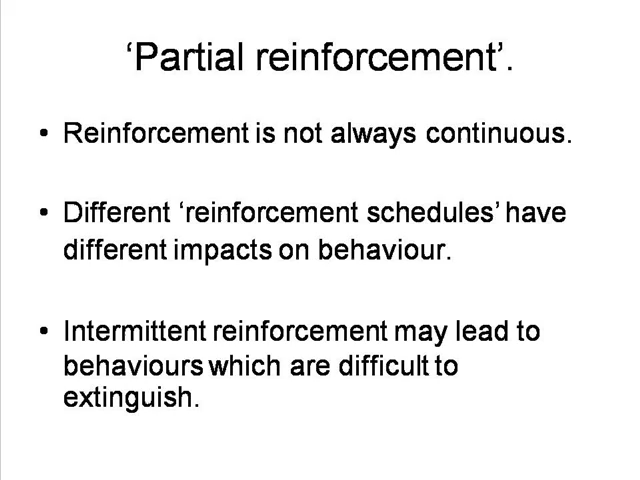 ‘Partial reinforcement’.
• Reinforcement is not always continuous.
• Different ‘reinforcement schedules’ have
different impacts on behaviour.
• Intermittent reinforcement may lead to
behaviours which are difficult to
extinguish.